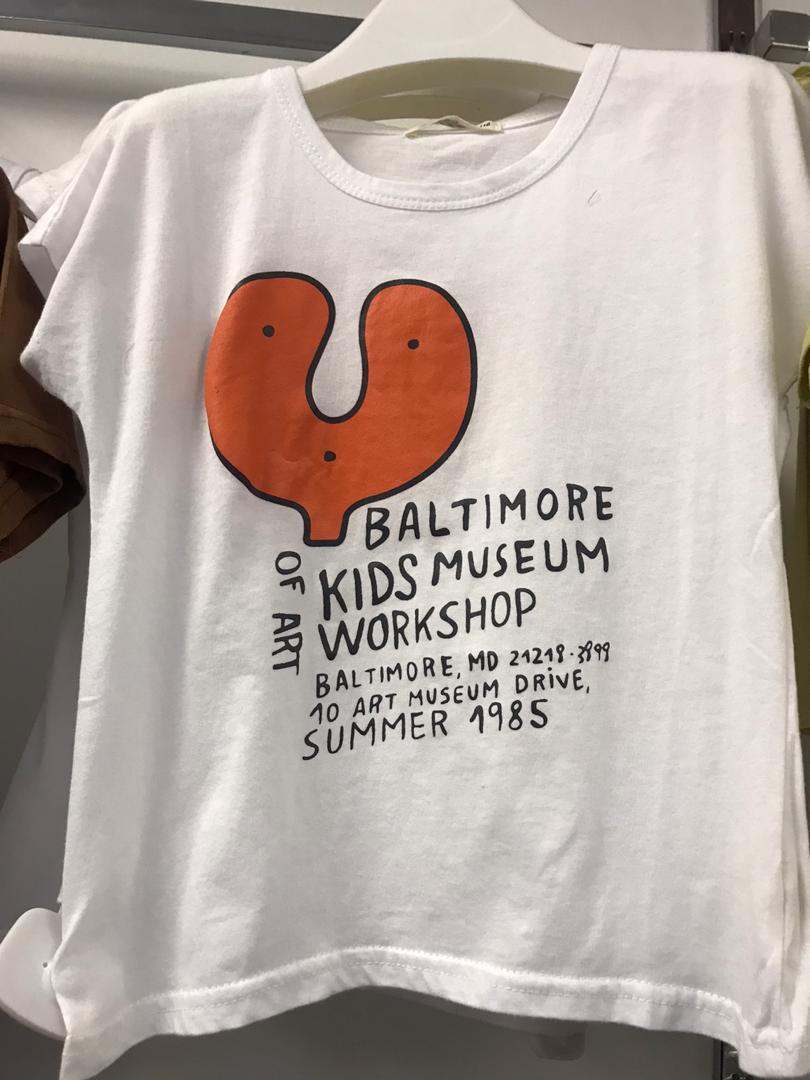 BALTIMORE
KIDS MUSEUM
OF ART
WORKSHOP
BALTIMORE, MD 21218-3899
10 ART MUSEUM DRIVE,
SUMMER 1985